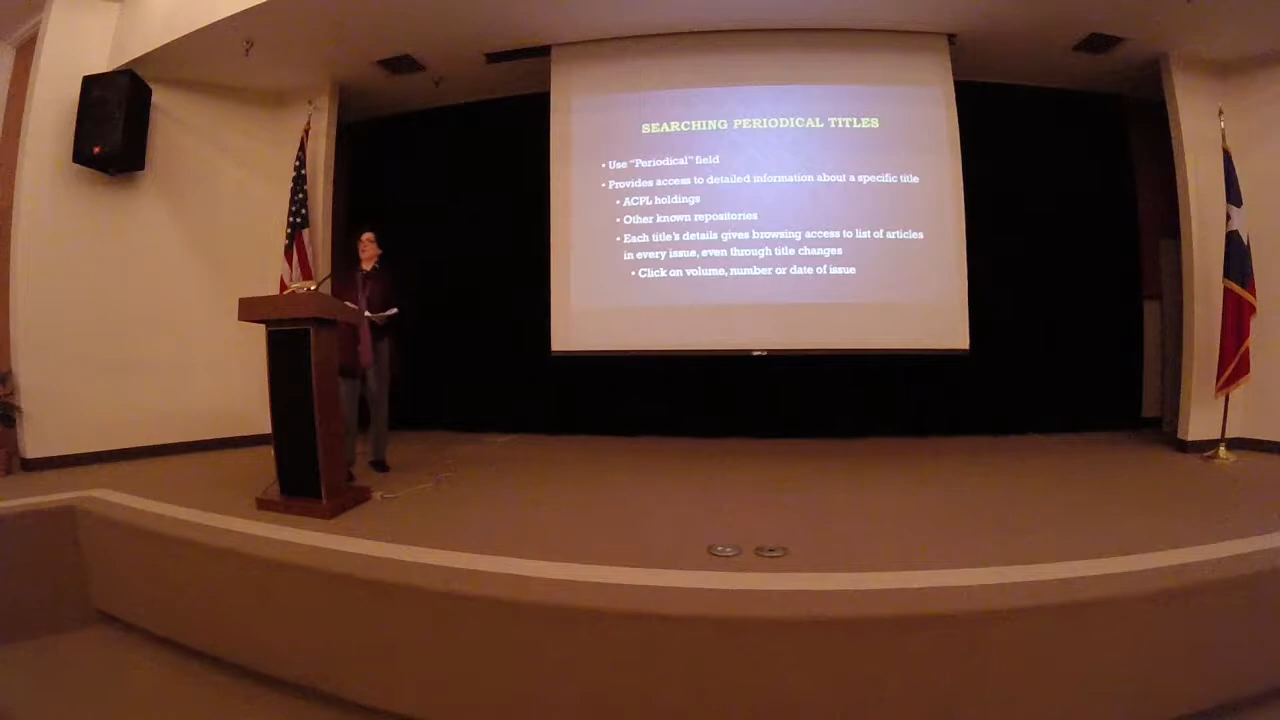 SEARCHING PERIODICAL TITLES
• Use “Periodical” field
• Provides access to detailed information about a specific title
• ACPL holdings
• Other known repositories
• Each title's details gives browsing access to list of articles
in every issue, even through title changes
• Click on volume, number or date of issue